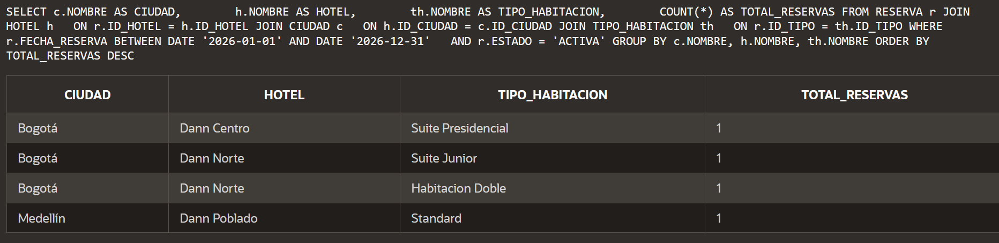 SELECT c.NOMBRE AS CIUDAD,        h.NOMBRE AS HOTEL,        th.NOMBRE AS TIPO_HABITACION,        COUNT(*) AS TOTAL_RESERVAS FROM RESERVA r JOIN
HOTEL h   ON r.ID_HOTEL = h.ID_HOTEL JOIN CIUDAD c   ON h.ID_CIUDAD = c.ID_CIUDAD JOIN TIPO_HABITACION th   ON r.ID_TIPO = th.ID_TIPO WHERE
r.FECHA_RESERVA BETWEEN DATE '2026-01-01' AND DATE '2026-12-31'   AND r.ESTADO = 'ACTIVA' GROUP BY c.NOMBRE, h.NOMBRE, th.NOMBRE ORDER BY
TOTAL_RESERVAS DESC
CIUDAD HOTEL TIPO_HABITACION TOTAL_RESERVAS
Bogotá Dann Centro Suite Presidencial 1
Bogotá Dann Norte Suite Junior 1
Bogotá Dann Norte Habitacion Doble 1
Medellín Dann Poblado Standard 1